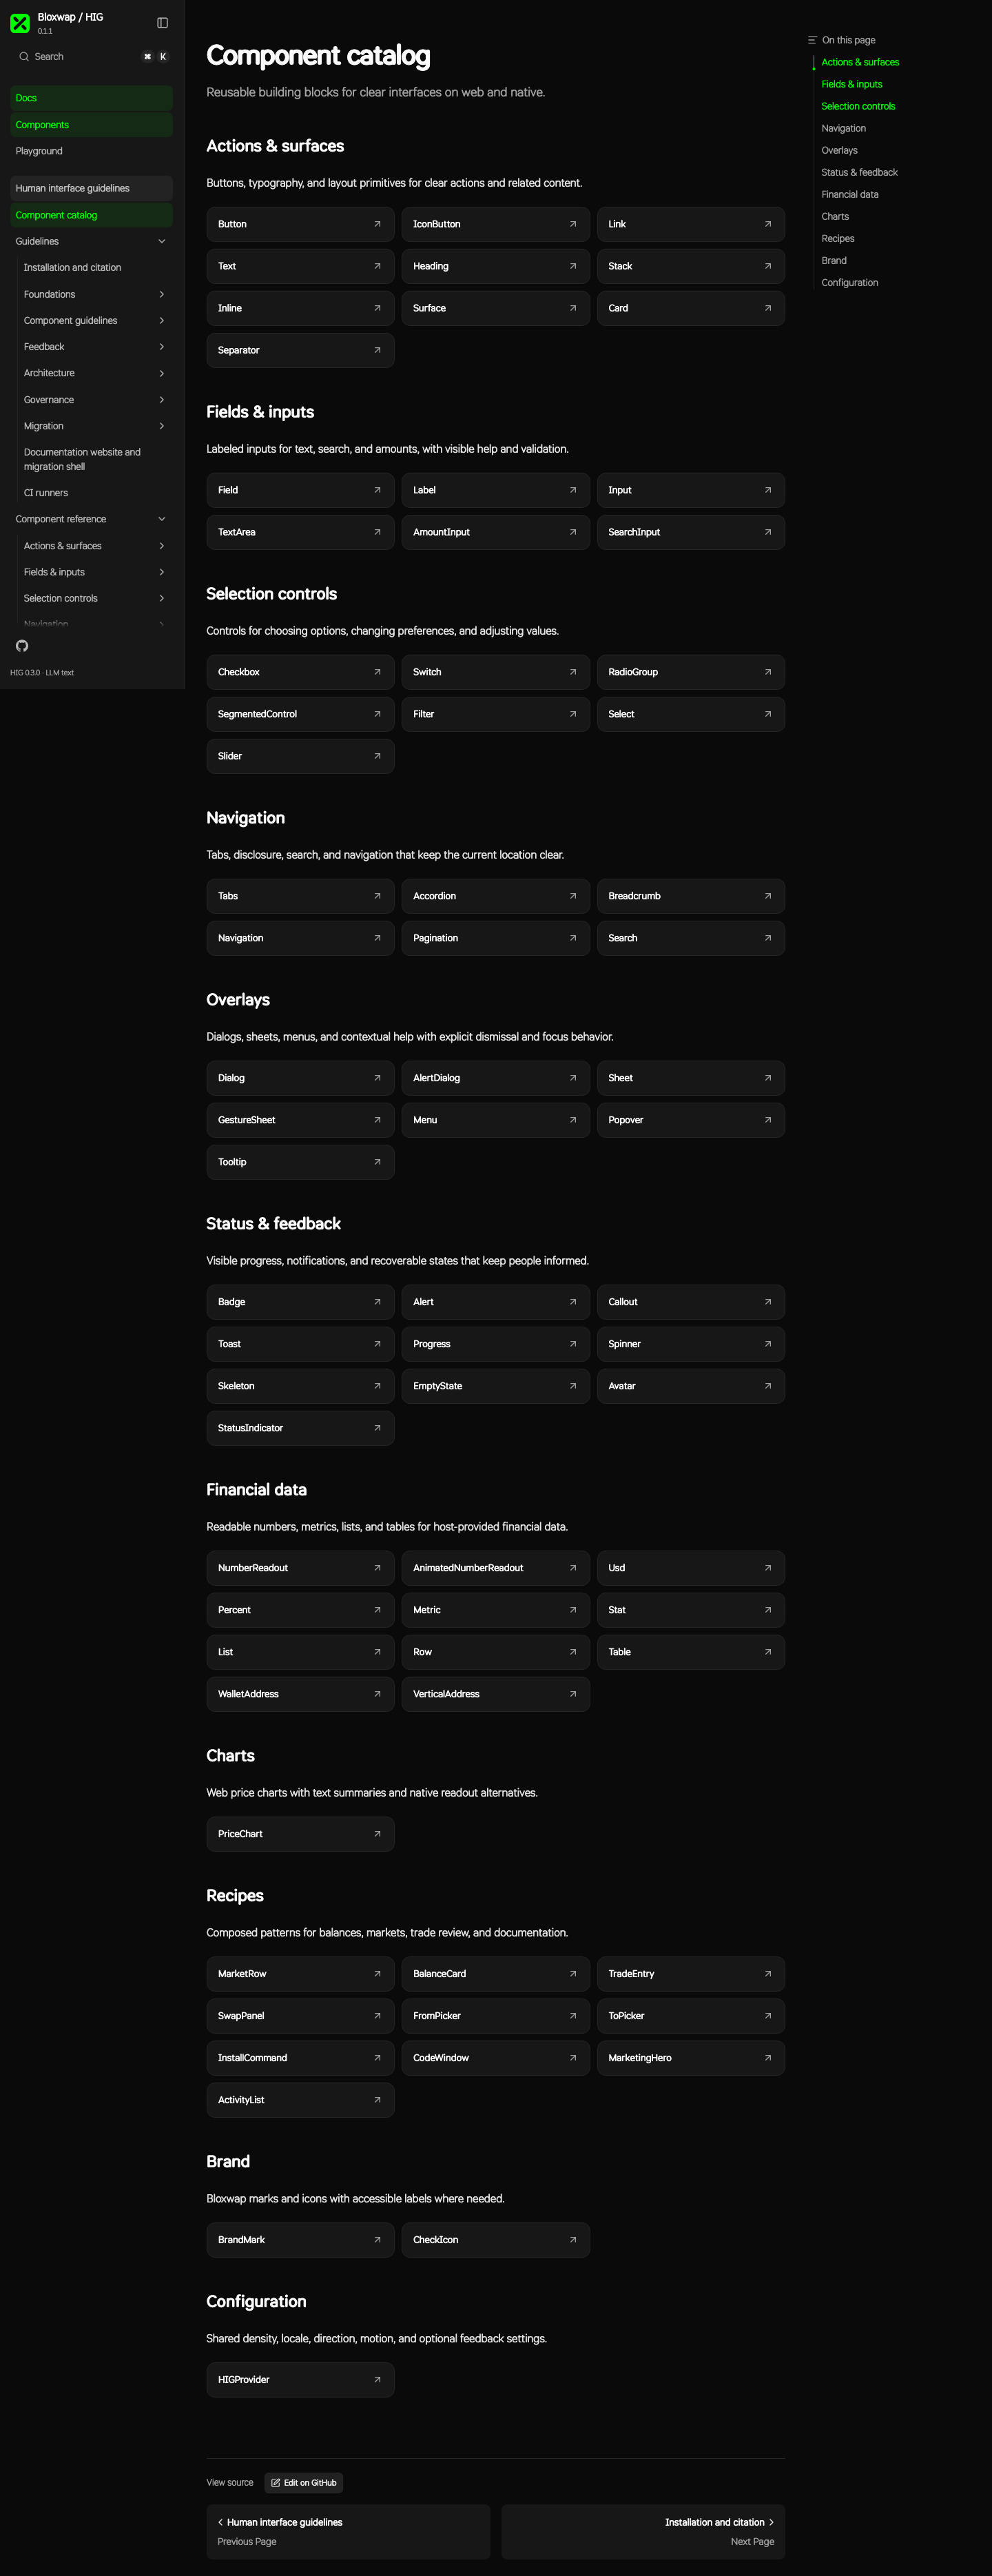 Bloxwap / HIG
0.1.1
Search
⌘ K
Docs
Components
Playground
Human interface guidelines
Component catalog
Guidelines
Installation and citation
Foundations
Component guidelines
Feedback
Architecture
Governance
Migration
Documentation website and
migration shell
CI runners
Component reference
Actions & surfaces
Fields & inputs
Selection controls
Navigation
HIG 0.3.0 · LLM text
Component catalog
Reusable building blocks for clear interfaces on web and native.
Actions & surfaces
Buttons, typography, and layout primitives for clear actions and related content.
Button
IconButton
Link
Text
Heading
Stack
Inline
Surface
Card
Separator
Fields & inputs
Labeled inputs for text, search, and amounts, with visible help and validation.
Field
Label
Input
TextArea
AmountInput
SearchInput
Selection controls
Controls for choosing options, changing preferences, and adjusting values.
Checkbox
Switch
RadioGroup
SegmentedControl
Filter
Select
Slider
Navigation
Tabs, disclosure, search, and navigation that keep the current location clear.
Tabs
Accordion
Breadcrumb
Navigation
Pagination
Search
Overlays
Dialogs, sheets, menus, and contextual help with explicit dismissal and focus behavior.
Dialog
AlertDialog
Sheet
GestureSheet
Menu
Popover
Tooltip
Status & feedback
Visible progress, notifications, and recoverable states that keep people informed.
Badge
Alert
Callout
Toast
Progress
Spinner
Skeleton
EmptyState
Avatar
StatusIndicator
Financial data
Readable numbers, metrics, lists, and tables for host-provided financial data.
NumberReadout
AnimatedNumberReadout
Usd
Percent
Metric
Stat
List
Row
Table
WalletAddress
VerticalAddress
Charts
Web price charts with text summaries and native readout alternatives.
PriceChart
Recipes
Composed patterns for balances, markets, trade review, and documentation.
MarketRow
BalanceCard
TradeEntry
SwapPanel
FromPicker
ToPicker
InstallCommand
CodeWindow
MarketingHero
ActivityList
Brand
Bloxwap marks and icons with accessible labels where needed.
BrandMark
CheckIcon
Configuration
Shared density, locale, direction, motion, and optional feedback settings.
HIGProvider
View source
Edit on GitHub
Human interface guidelines
Previous Page
Installation and citation
Next Page
On this page
Actions & surfaces
Fields & inputs
Selection controls
Navigation
Overlays
Status & feedback
Financial data
Charts
Recipes
Brand
Configuration